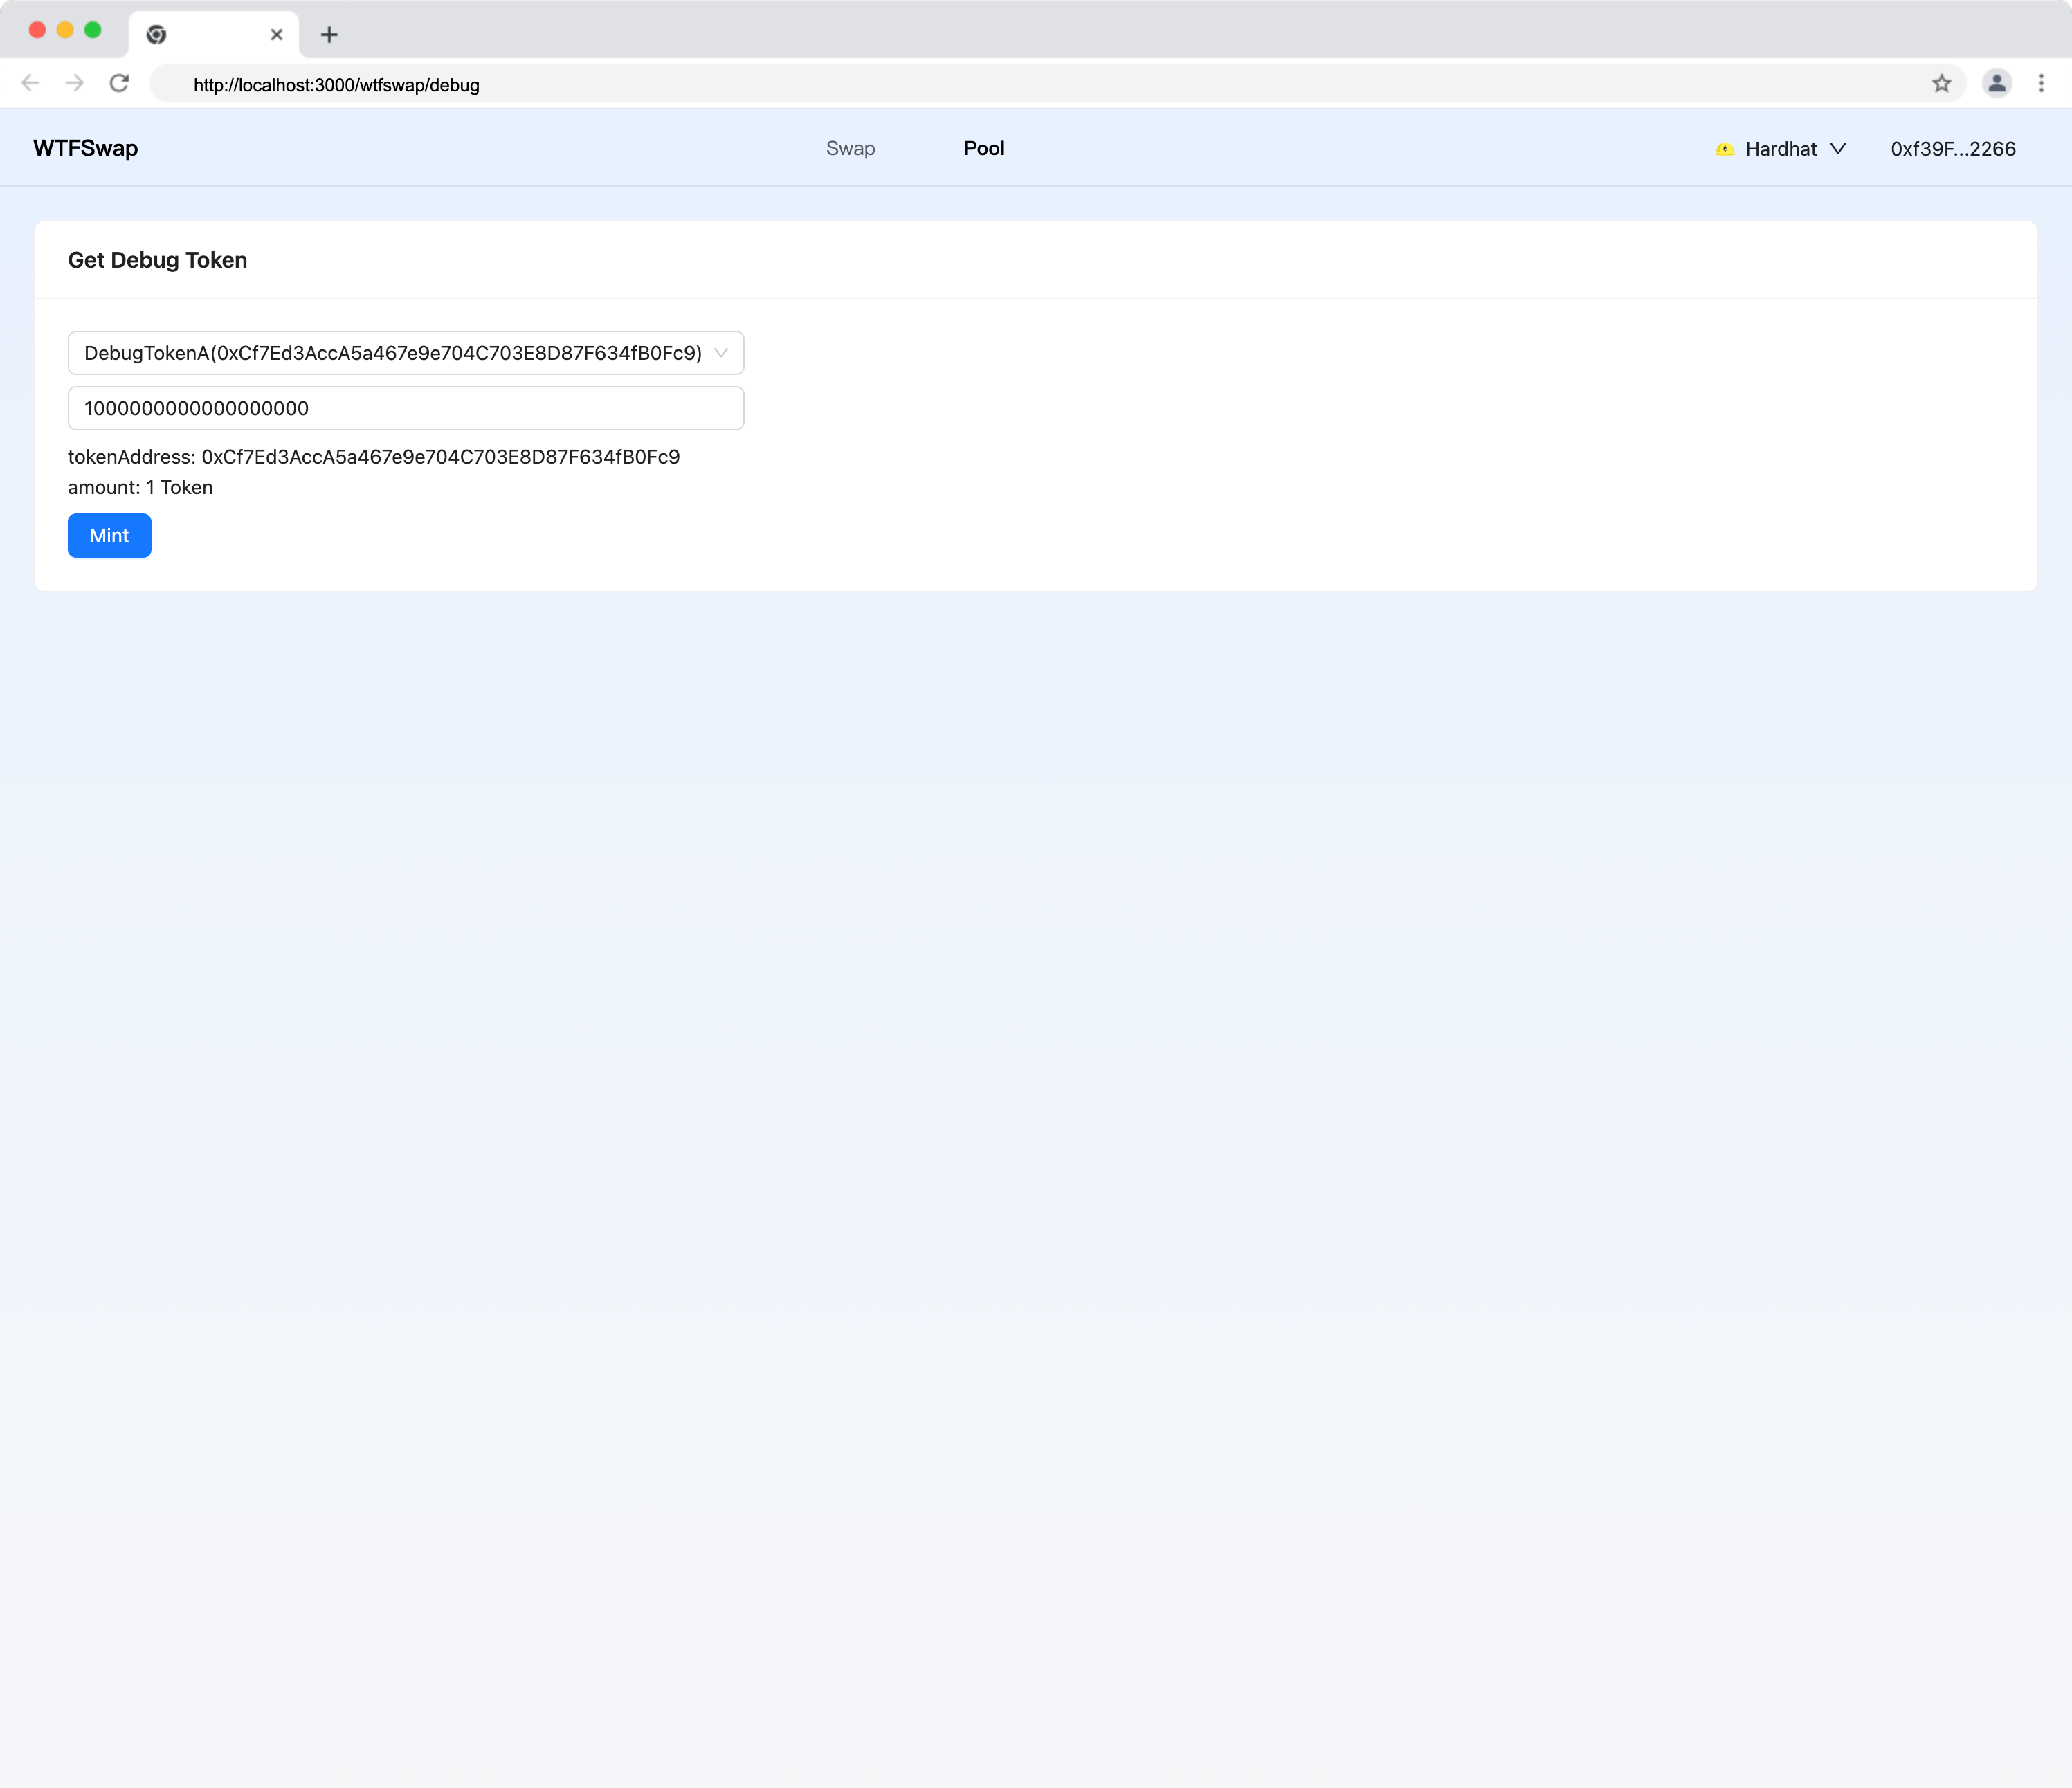 http://localhost:3000/wtfswap/debug
WTFSwap Swap Pool Hardhat 0xf39F...2266
Get Debug Token
DebugTokenA(0xCf7Ed3AccA5a467e9e704C703E8D87F634fB0Fc9)
1000000000000000000
tokenAddress: 0xCf7Ed3AccA5a467e9e704C703E8D87F634fB0Fc9
amount: 1 Token
Mint